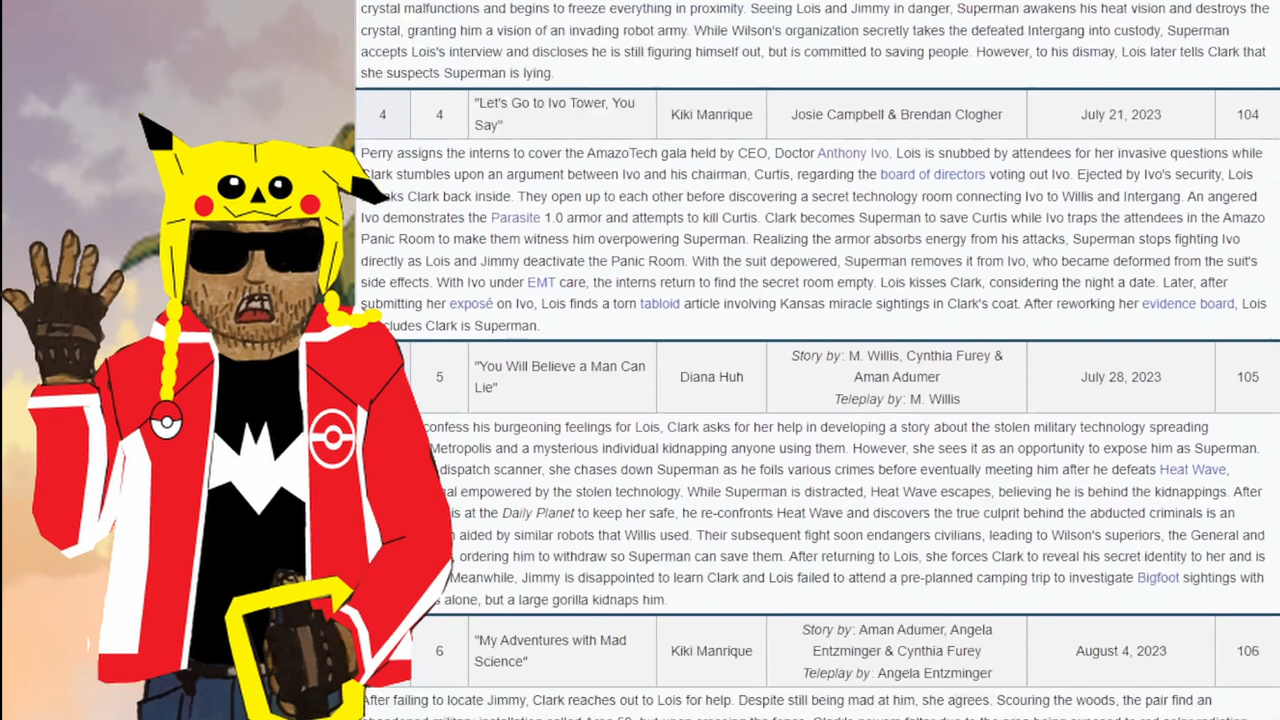 crystal malfunctions and begins to freeze everything in proximity. Seeing Lois and Jimmy in danger, Superman awakens his heat vision and destroys the
crystal, granting him a vision of an invading robot army. While Wilson's organization secretly takes the defeated Intergang into custody, Superman
accepts Lois's interview and discloses he is still figuring himself out, but is committed to saving people. However, to his dismay, Lois later tells Clark that
she suspects Superman is lying.
4 4 "Let's Go to Ivo Tower, You Say" Kiki Manrique Josie Campbell & Brendan Clogher July 21, 2023 104
Perry assigns the interns to cover the AmazoTech gala held by CEO, Doctor Anthony Ivo. Lois is snubbed by attendees for her invasive questions while
Clark stumbles upon an argument between Ivo and his chairman, Curtis, regarding the board of directors voting out Ivo. Ejected by Ivo's security, Lois
aks Clark back inside. They open up to each other before discovering a secret technology room connecting Ivo to Willis and Intergang. An angered
Ivo demonstrates the Parasite 1.0 armor and attempts to kill Curtis. Clark becomes Superman to save Curtis while Ivo traps the attendees in the Amazo
Panic Room to make them witness him overpowering Superman. Realizing the armor absorbs energy from his attacks, Superman stops fighting Ivo
directly as Lois and Jimmy deactivate the Panic Room. With the suit depowered, Superman removes it from Ivo, who became deformed from the suit's
side effects. With Ivo under EMT care, the interns return to find the secret room empty. Lois kisses Clark, considering the night a date. Later, after
submitting her exposé on Ivo, Lois finds a torn tabloid article involving Kansas miracle sightings in Clark's coat. After reworking her evidence board, Lois
cludes Clark is Superman.
5 "You Will Believe a Man Can Lie" Diana Huh Story by: M. Willis, Cynthia Furey & Aman Adumer Teleplay by: M. Willis July 28, 2023 105
confess his burgeoning feelings for Lois, Clark asks for her help in developing a story about the stolen military technology spreading
Metropolis and a mysterious individual kidnapping anyone using them. However, she sees it as an opportunity to expose him as Superman.
dispatch scanner, she chases down Superman as he foils various crimes before eventually meeting him after he defeats Heat Wave,
al empowered by the stolen technology. While Superman is distracted, Heat Wave escapes, believing he is behind the kidnappings. After
is at the Daily Planet to keep her safe, he re-confronts Heat Wave and discovers the true culprit behind the abducted criminals is an
aided by similar robots that Willis used. Their subsequent fight soon endangers civilians, leading to Wilson's superiors, the General and
, ordering him to withdraw so Superman can save them. After returning to Lois, she forces Clark to reveal his secret identity to her and is
Meanwhile, Jimmy is disappointed to learn Clark and Lois failed to attend a pre-planned camping trip to investigate Bigfoot sightings with
s alone, but a large gorilla kidnaps him.
6 "My Adventures with Mad Science" Kiki Manrique Story by: Aman Adumer, Angela Entzminger & Cynthia Furey Teleplay by: Angela Entzminger August 4, 2023 106
After failing to locate Jimmy, Clark reaches out to Lois for help. Despite still being mad at him, she agrees. Scouring the woods, the pair find an